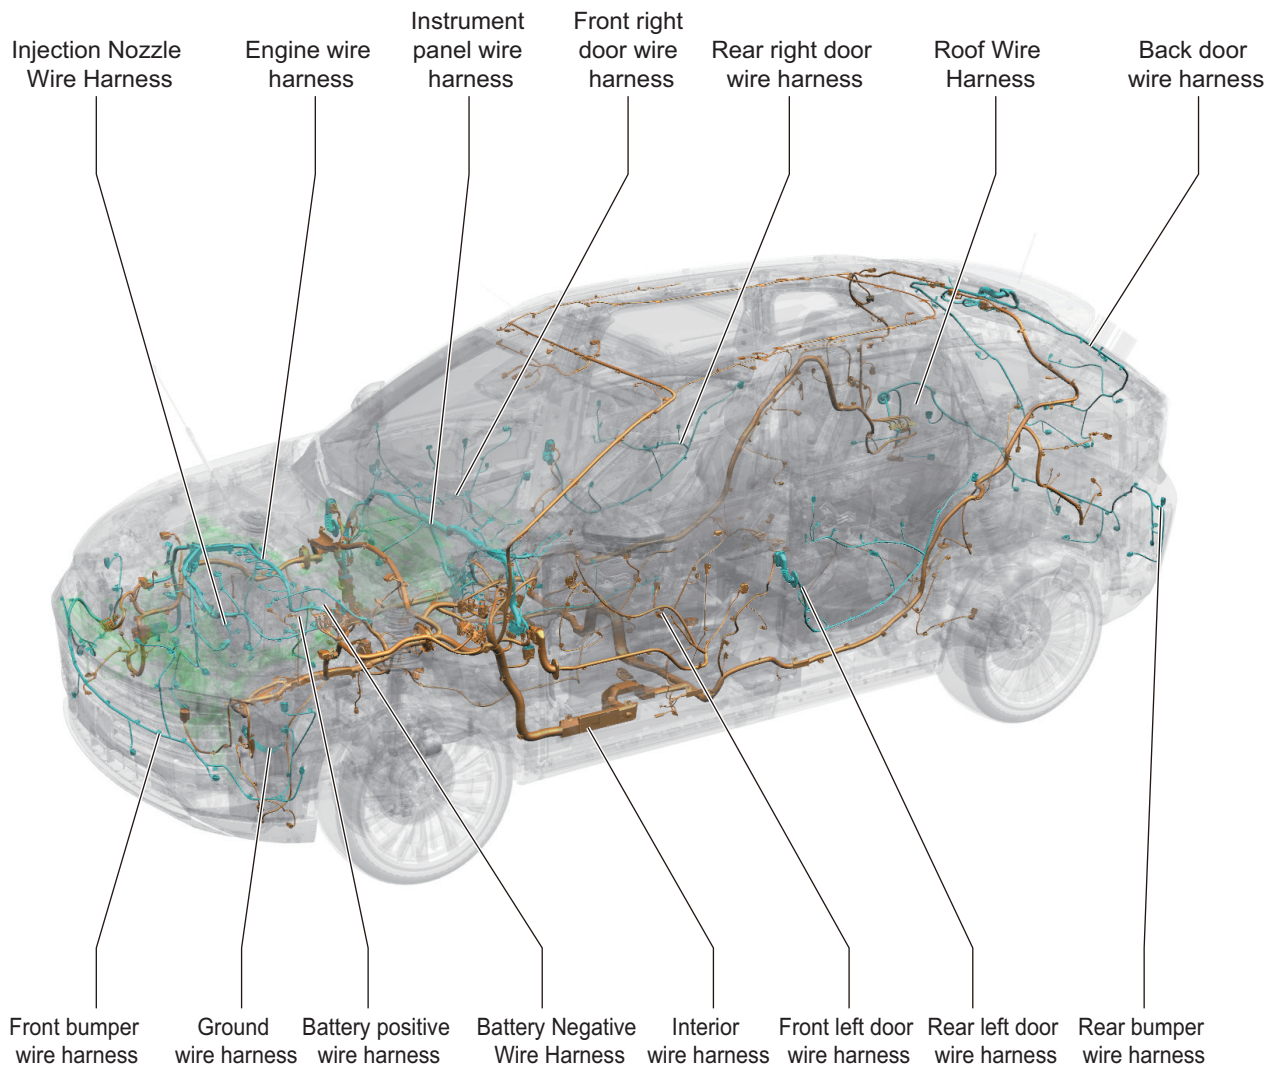 Injection Nozzle
Wire Harness
Engine wire
harness
Instrument
panel wire
harness
Front right
door wire
harness
Rear right door
wire harness
Roof Wire
Harness
Back door
wire harness
Front bumper
wire harness
Ground
wire harness
Battery positive
wire harness
Battery Negative
Wire Harness
Interior
wire harness
Front left door
wire harness
Rear left door
wire harness
Rear bumper
wire harness